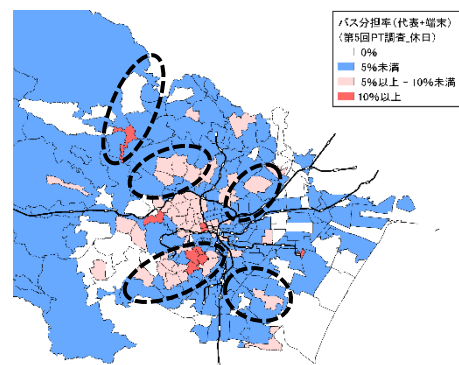 バス分担率(代表+端末)
(第5回PT調査_休日)
0%
5%未満
5%以上-10%未満
10%以上